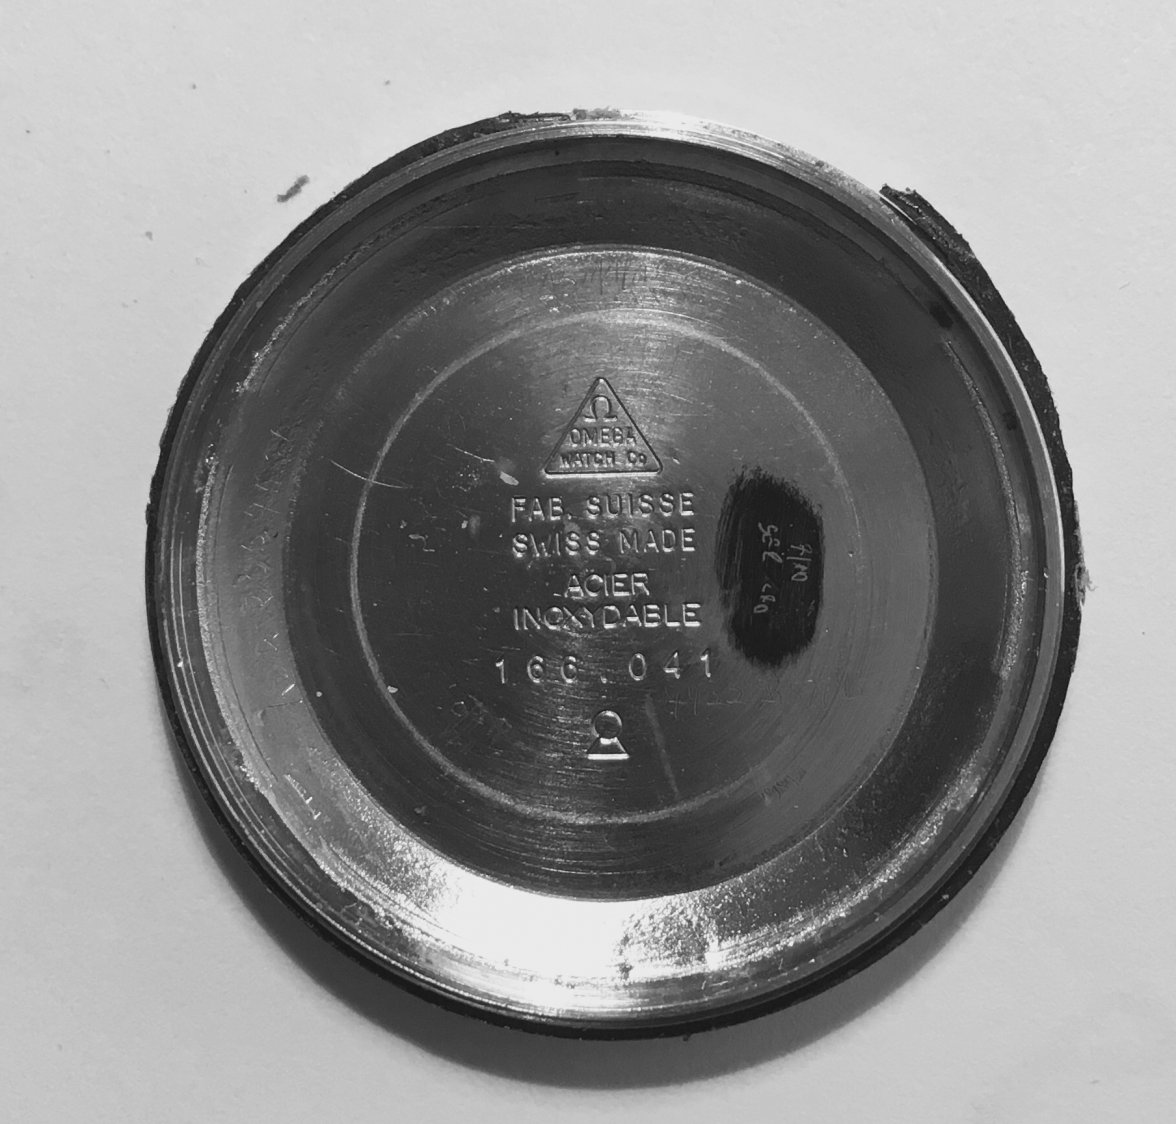 Ω
OMEGA
WATCH Co
FAB. SUISSE
SWISS MADE
ACIER
INOXYDABLE
166.041